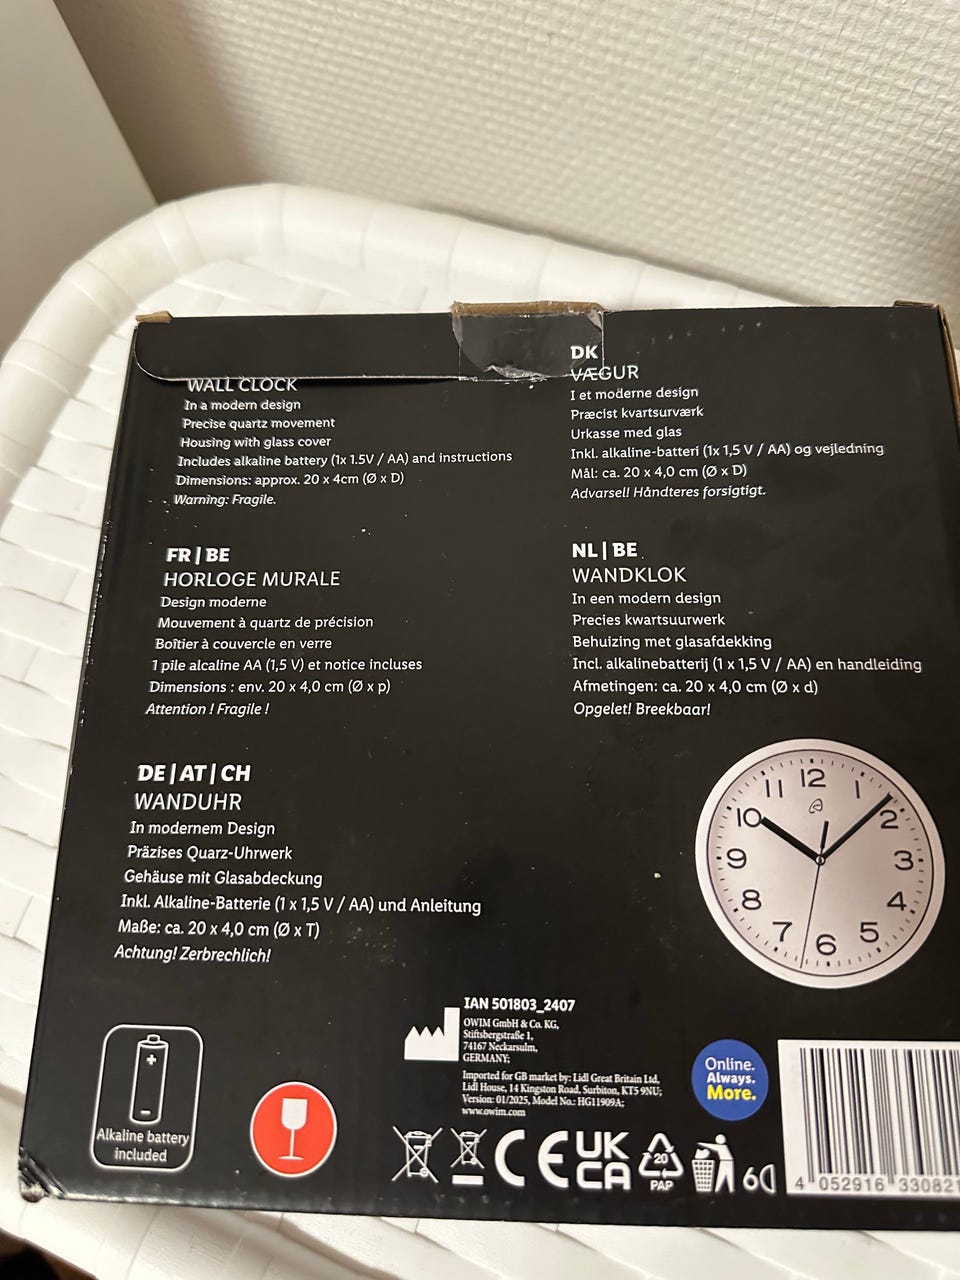 WALL CLOCK
In a modern design
Precise quartz movement
Housing with glass cover
Includes alkaline battery (1x 1.5V / AA) and instructions
Dimensions: approx. 20 x 4cm (Ø x D)
Warning: Fragile.
DK
VÆGUR
I et moderne design
Præcist kvartsurværk
Urkasse med glas
Inkl. alkaline-batteri (1x 1,5 V / AA) og vejledning
Mål: ca. 20 x 4,0 cm (Ø x D)
Advarsel! Håndteres forsigtigt.
FR | BE
HORLOGE MURALE
Design moderne
Mouvement à quartz de précision
Boîtier à couvercle en verre
1 pile alcaline AA (1,5 V) et notice incluses
Dimensions : env. 20 x 4,0 cm (Ø x p)
Attention ! Fragile !
NL | BE
WANDKLOK
In een modern design
Precies kwartsuurwerk
Behuizing met glasafdekking
Incl. alkalinebatterij (1 x 1,5 V / AA) en handleiding
Afmetingen: ca. 20 x 4,0 cm (Ø x d)
Opgelet! Breekbaar!
DE | AT | CH
WANDUHR
In modernem Design
Präzises Quarz-Uhrwerk
Gehäuse mit Glasabdeckung
Inkl. Alkaline-Batterie (1 x 1,5 V / AA) und Anleitung
Maße: ca. 20 x 4,0 cm (Ø x T)
Achtung! Zerbrechlich!
12
1
2
3
4
5
6
7
8
9
10
11
Alkaline battery
included
IAN 501803_2407
OWIM GmbH & Co. KG,
Stiftsbergstraße 1,
74167 Neckarsulm,
GERMANY;
Imported for GB market by: Lidl Great Britain Ltd,
Lidl House, 14 Kingston Road, Surbiton, KT5 9NU;
Version: 01/2025, Model No.: HG11909A;
www.owim.com
Online.
Always.
More.
CE
UK
CA
20
PAP
6D
4 052916 330821